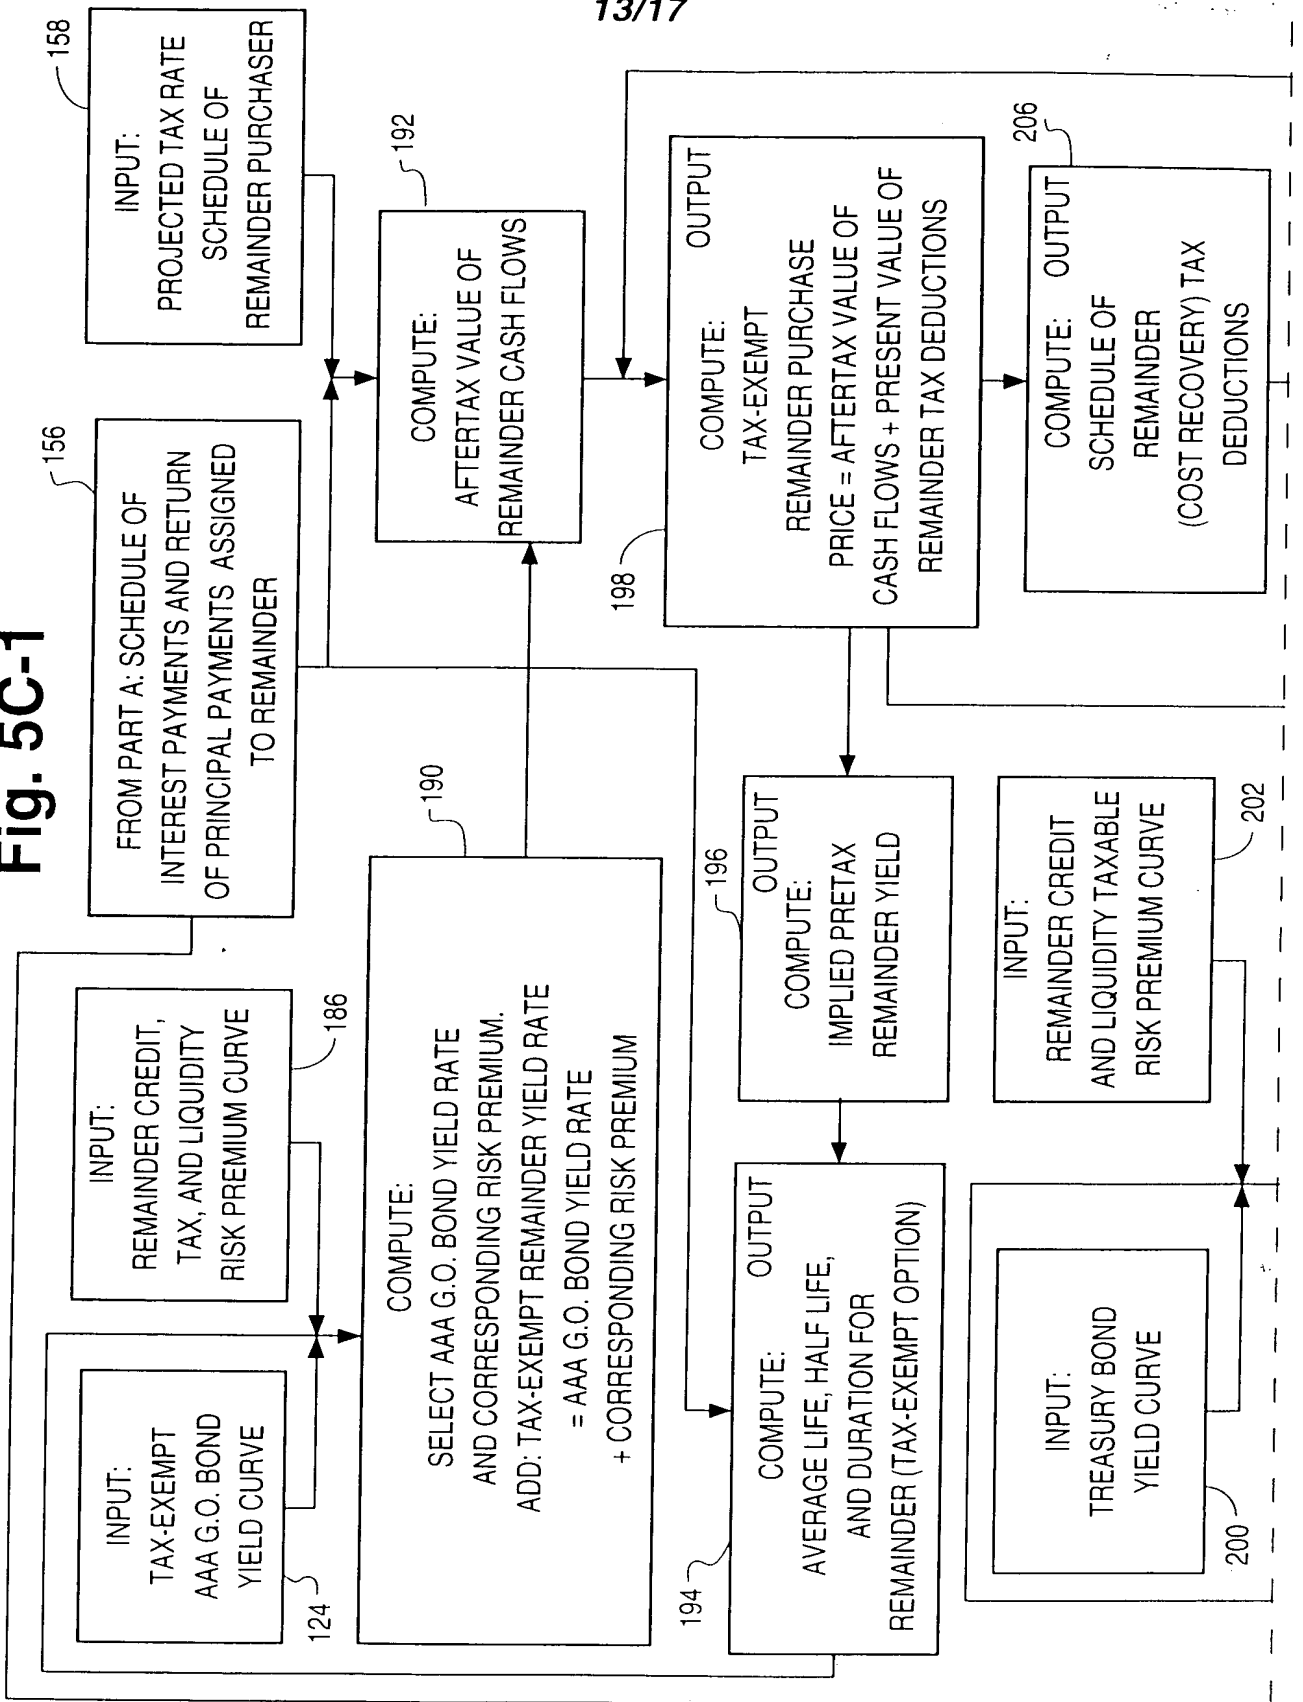 13/17
Fig. 5C-1
INPUT:
TAX-EXEMPT
AAA G.O. BOND
YIELD CURVE
124
INPUT:
REMAINDER CREDIT,
TAX, AND LIQUIDITY
RISK PREMIUM CURVE
186
FROM PART A: SCHEDULE OF
INTEREST PAYMENTS AND RETURN
OF PRINCIPAL PAYMENTS ASSIGNED
TO REMAINDER
156
INPUT:
PROJECTED TAX RATE
SCHEDULE OF
REMAINDER PURCHASER
158
COMPUTE:
SELECT AAA G.O. BOND YIELD RATE
AND CORRESPONDING RISK PREMIUM.
ADD: TAX-EXEMPT REMAINDER YIELD RATE
= AAA G.O. BOND YIELD RATE
+ CORRESPONDING RISK PREMIUM
190
COMPUTE:
AFTERTAX VALUE OF
REMAINDER CASH FLOWS
192
COMPUTE: OUTPUT
AVERAGE LIFE, HALF LIFE,
AND DURATION FOR
REMAINDER (TAX-EXEMPT OPTION)
194
OUTPUT
COMPUTE:
IMPLIED PRETAX
REMAINDER YIELD
196
COMPUTE: OUTPUT
TAX-EXEMPT
REMAINDER PURCHASE
PRICE = AFTERTAX VALUE OF
CASH FLOWS + PRESENT VALUE OF
REMAINDER TAX DEDUCTIONS
198
INPUT:
TREASURY BOND
YIELD CURVE
200
INPUT:
REMAINDER CREDIT
AND LIQUIDITY TAXABLE
RISK PREMIUM CURVE
202
COMPUTE: OUTPUT
SCHEDULE OF
REMAINDER
(COST RECOVERY) TAX
DEDUCTIONS
206